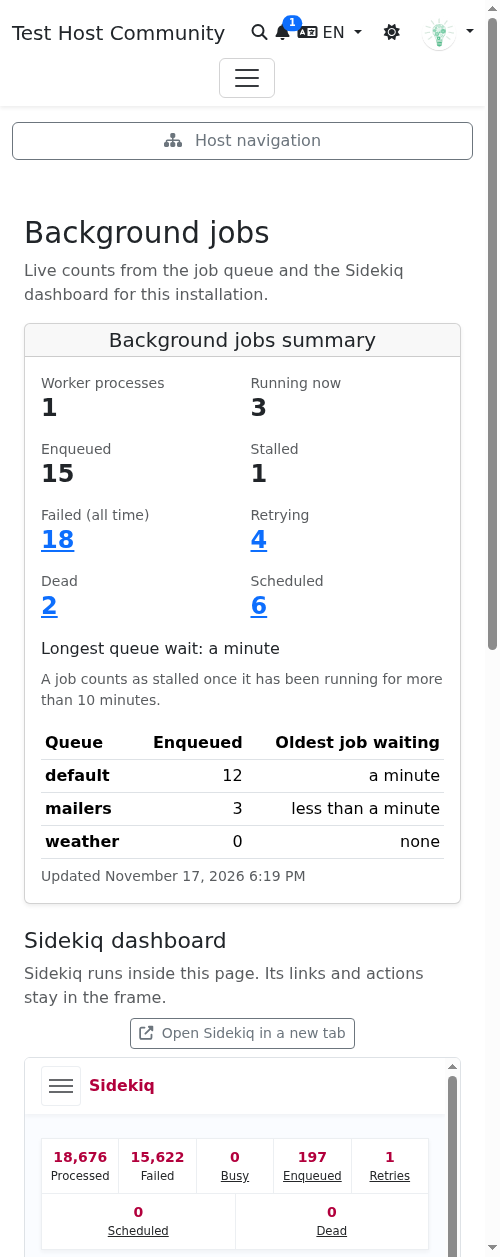 Test Host Community
1
EN
Host navigation
Background jobs
Live counts from the job queue and the Sidekiq
dashboard for this installation.
Background jobs summary
Worker processes Running now
1 3
Enqueued Stalled
15 1
Failed (all time) Retrying
18 4
Dead Scheduled
2 6
Longest queue wait: a minute
A job counts as stalled once it has been running for more
than 10 minutes.
Queue Enqueued Oldest job waiting
default 12 a minute
mailers 3 less than a minute
weather 0 none
Updated November 17, 2026 6:19 PM
Sidekiq dashboard
Sidekiq runs inside this page. Its links and actions
stay in the frame.
Open Sidekiq in a new tab
Sidekiq
18,676 15,622 0 197 1
Processed Failed Busy Enqueued Retries
0 0
Scheduled Dead